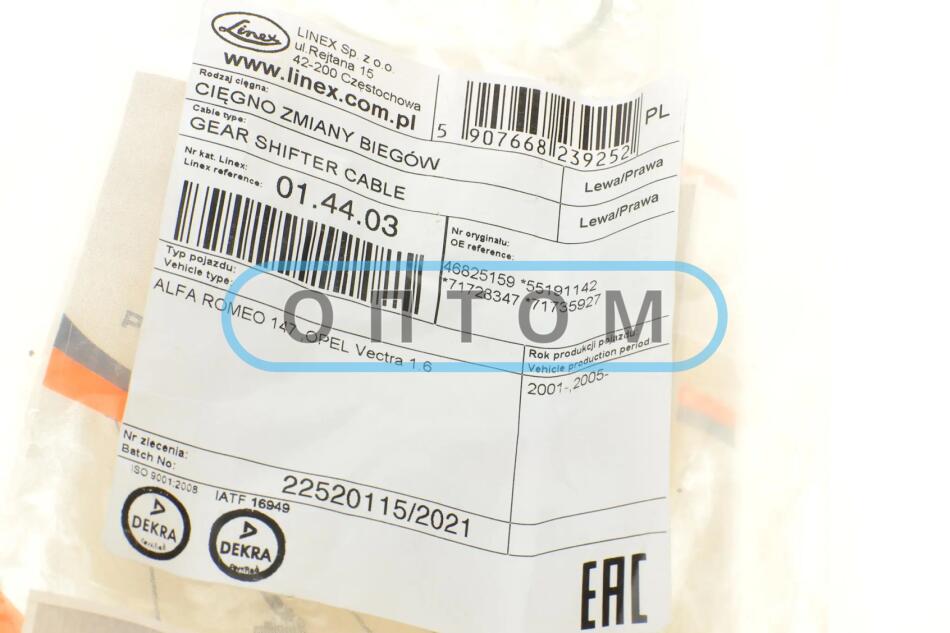 Linex
LINEX Sp. z o.o.
ul.Rejtana 15
42-200 Częstochowa
www.linex.com.pl
5 907668 239252
PL
Rodzaj cięgna:
CIĘGNO ZMIANY BIEGÓW
Lewa/Prawa
Cable type:
GEAR SHIFTER CABLE
Lewa/Prawa
Nr kat. Linex:
Linex reference:
01.44.03
Nr oryginału:
OE reference:
46825159 *55191142
*71728347 *71735927
Typ pojazdu:
Vehicle type:
ALFA ROMEO 147, OPEL Vectra 1.6
ОПТОМ
Rok produkcji pojazdu
Vehicle production period
2001-,2005-
Nr zlecenia:
Batch No:
22520115/2021
ISO 9001:2008
IATF 16949
DEKRA
certified
DEKRA
certified
EAC